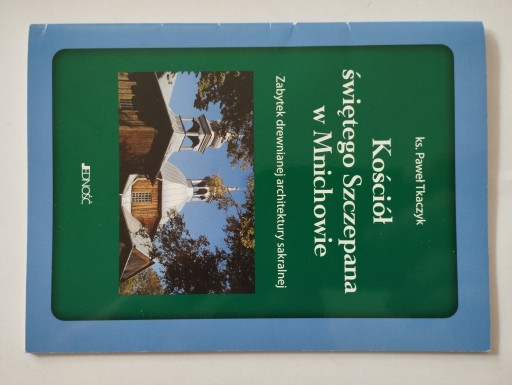 ks. Paweł Tkaczyk
Kościół
świętego Szczepana
w Mnichowie
Zabytek drewnianej architektury sakralnej
JEDNOŚĆ